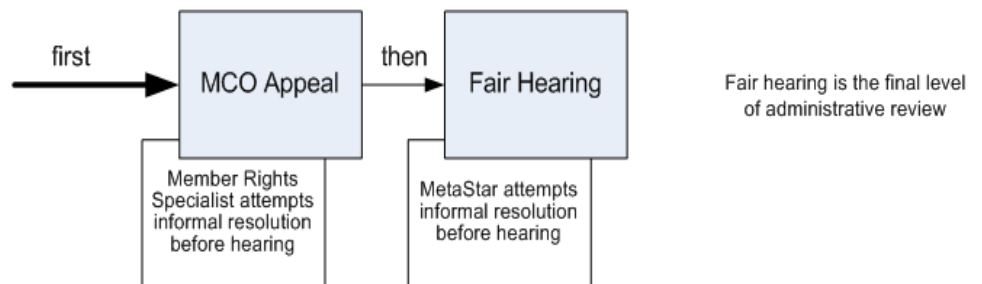 first
MCO Appeal
then
Fair Hearing
Fair hearing is the final level
of administrative review
Member Rights
Specialist attempts
informal resolution
before hearing
MetaStar attempts
informal resolution
before hearing